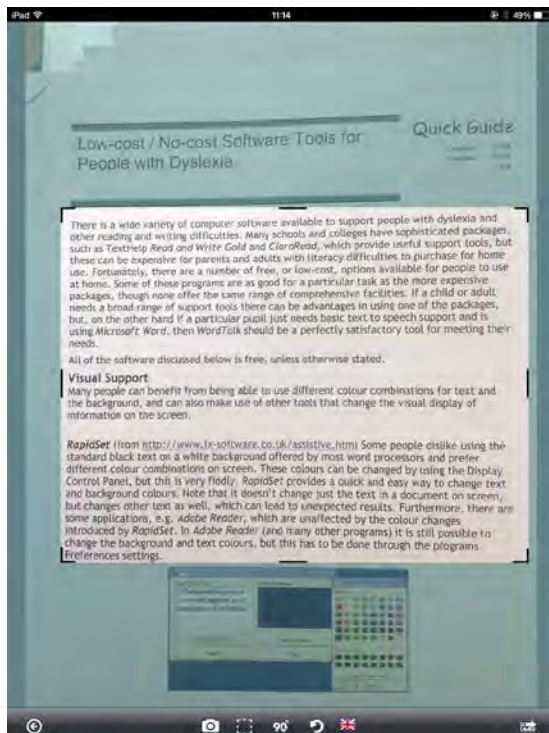 iPad 11:14 49%
Quick Guide
Low-cost / No-cost Software Tools for
People with Dyslexia
There is a wide variety of computer software available to support people with dyslexia and
other reading and writing difficulties. Many schools and colleges have sophisticated packages,
such as TextHelp Read and Write Gold and ClaroRead, which provide useful support tools, but
these can be expensive for parents and adults with literacy difficulties to purchase for home
use. Fortunately, there are a number of free, or low-cost, options available for people to use
at home. Some of these programs are as good for a particular task as the more expensive
packages, though none offer the same range of comprehensive facilities. If a child or adult
needs a broad range of support tools there can be advantages in using one of the packages,
but, on the other hand if a particular pupil just needs basic text to speech support and is
using Microsoft Word, then WordTalk should be a perfectly satisfactory tool for meeting their
needs.
All of the software discussed below is free, unless otherwise stated.
Visual Support
Many people can benefit from being able to use different colour combinations for text and
the background, and can also make use of other tools that change the visual display of
information on the screen.
RapidSet (from http://www.lx-software.co.uk/assistive.htm) Some people dislike using the
standard black text on a white background offered by most word processors and prefer
different colour combinations on screen. These colours can be changed by using the Display
Control Panel, but this is very fiddly. RapidSet provides a quick and easy way to change text
and background colours. Note that it doesn't change just the text in a document on screen,
but changes other text as well, which can lead to unexpected results. Furthermore, there are
some applications, e.g. Adobe Reader, which are unaffected by the colour changes
introduced by RapidSet. In Adobe Reader (and many other programs) it is still possible to
change the background and text colours, but this has to be done through the programs
Preferences settings.
90°